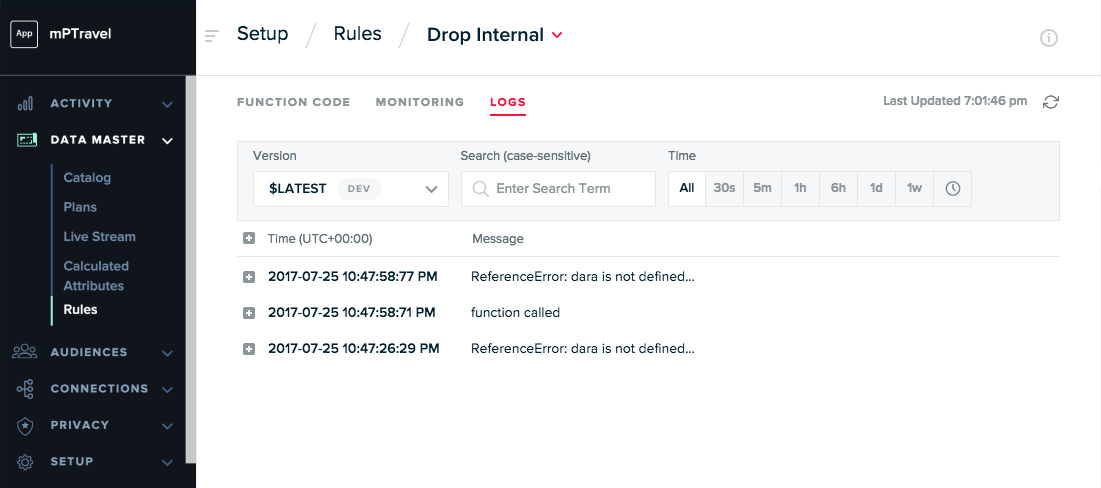 App mPTravel
Setup / Rules / Drop Internal
FUNCTION CODE MONITORING LOGS
Last Updated 7:01:46 pm
ACTIVITY
DATA MASTER
Catalog
Plans
Live Stream
Calculated
Attributes
Rules
AUDIENCES
CONNECTIONS
PRIVACY
SETUP
Version Search (case-sensitive) Time
$LATEST DEV Enter Search Term All 30s 5m 1h 6h 1d 1w
Time (UTC+00:00) Message
2017-07-25 10:47:58:77 PM ReferenceError: dara is not defined...
2017-07-25 10:47:58:71 PM function called
2017-07-25 10:47:26:29 PM ReferenceError: dara is not defined...